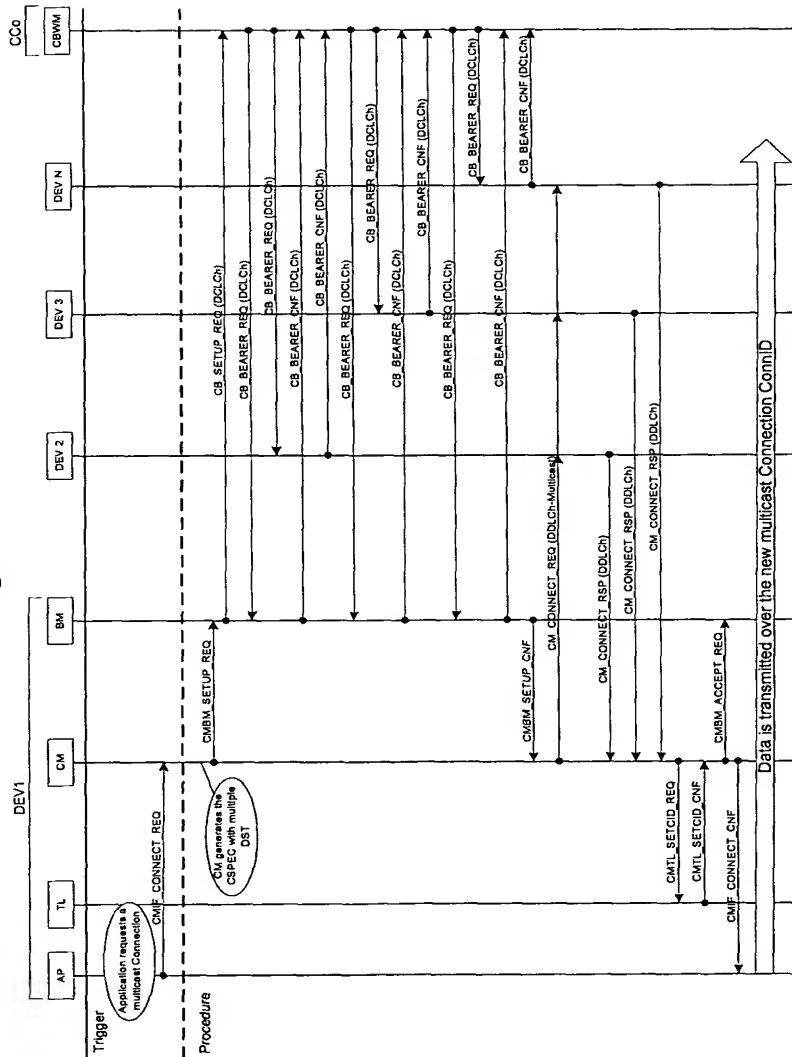 CCo
DEV1
AP
TL
CM
BM
DEV 2
DEV 3
DEV N
CBWM
Trigger
Application requests a
multicast Connection
CMIF_CONNECT_REQ
Procedure
CM generates the
CSPEC with multiple
DST
CMBM_SETUP_REQ
CB_SETUP_REQ (DCLCh)
CB_BEARER_REQ (DCLCh)
CB_BEARER_REQ (DCLCh)
CB_BEARER_CNF (DCLCh)
CB_BEARER_CNF (DCLCh)
CB_BEARER_REQ (DCLCh)
CB_BEARER_REQ (DCLCh)
CB_BEARER_CNF (DCLCh)
CB_BEARER_CNF (DCLCh)
CB_BEARER_REQ (DCLCh)
CB_BEARER_REQ (DCLCh)
CB_BEARER_CNF (DCLCh)
CB_BEARER_CNF (DCLCh)
CMBM_SETUP_CNF
CM_CONNECT_REQ (DDLCh-Multicast)
CM_CONNECT_RSP (DDLCh)
CM_CONNECT_RSP (DDLCh)
CM_CONNECT_RSP (DDLCh)
CMTL_SETCID_REQ
CMTL_SETCID_CNF
CMBM_ACCEPT_REQ
CMIF_CONNECT_CNF
Data is transmitted over the new multicast Connection ConnID